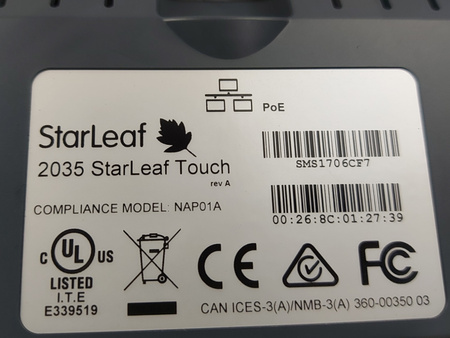 PoE
StarLeaf
2035 StarLeaf Touch
rev A
SMS1706CF7
COMPLIANCE MODEL: NAP01A
00:26:8C:01:27:39
C UL US
LISTED
I.T.E
E339519
CE
FC
CAN ICES-3(A)/NMB-3(A) 360-00350 03